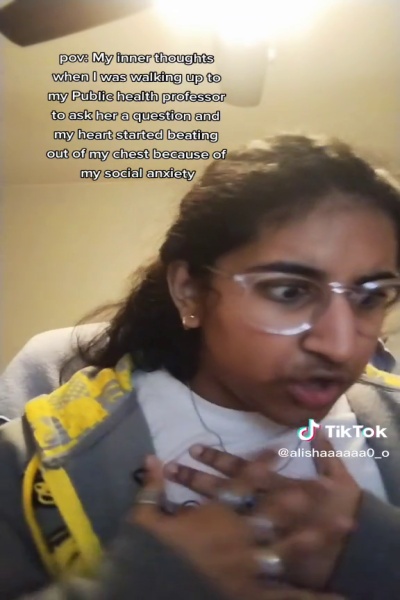 pov: My inner thoughts
when I was walking up to
my Public health professor
to ask her a question and
my heart started beating
out of my chest because of
my social anxiety
TikTok
@alishaaaaaa0_o